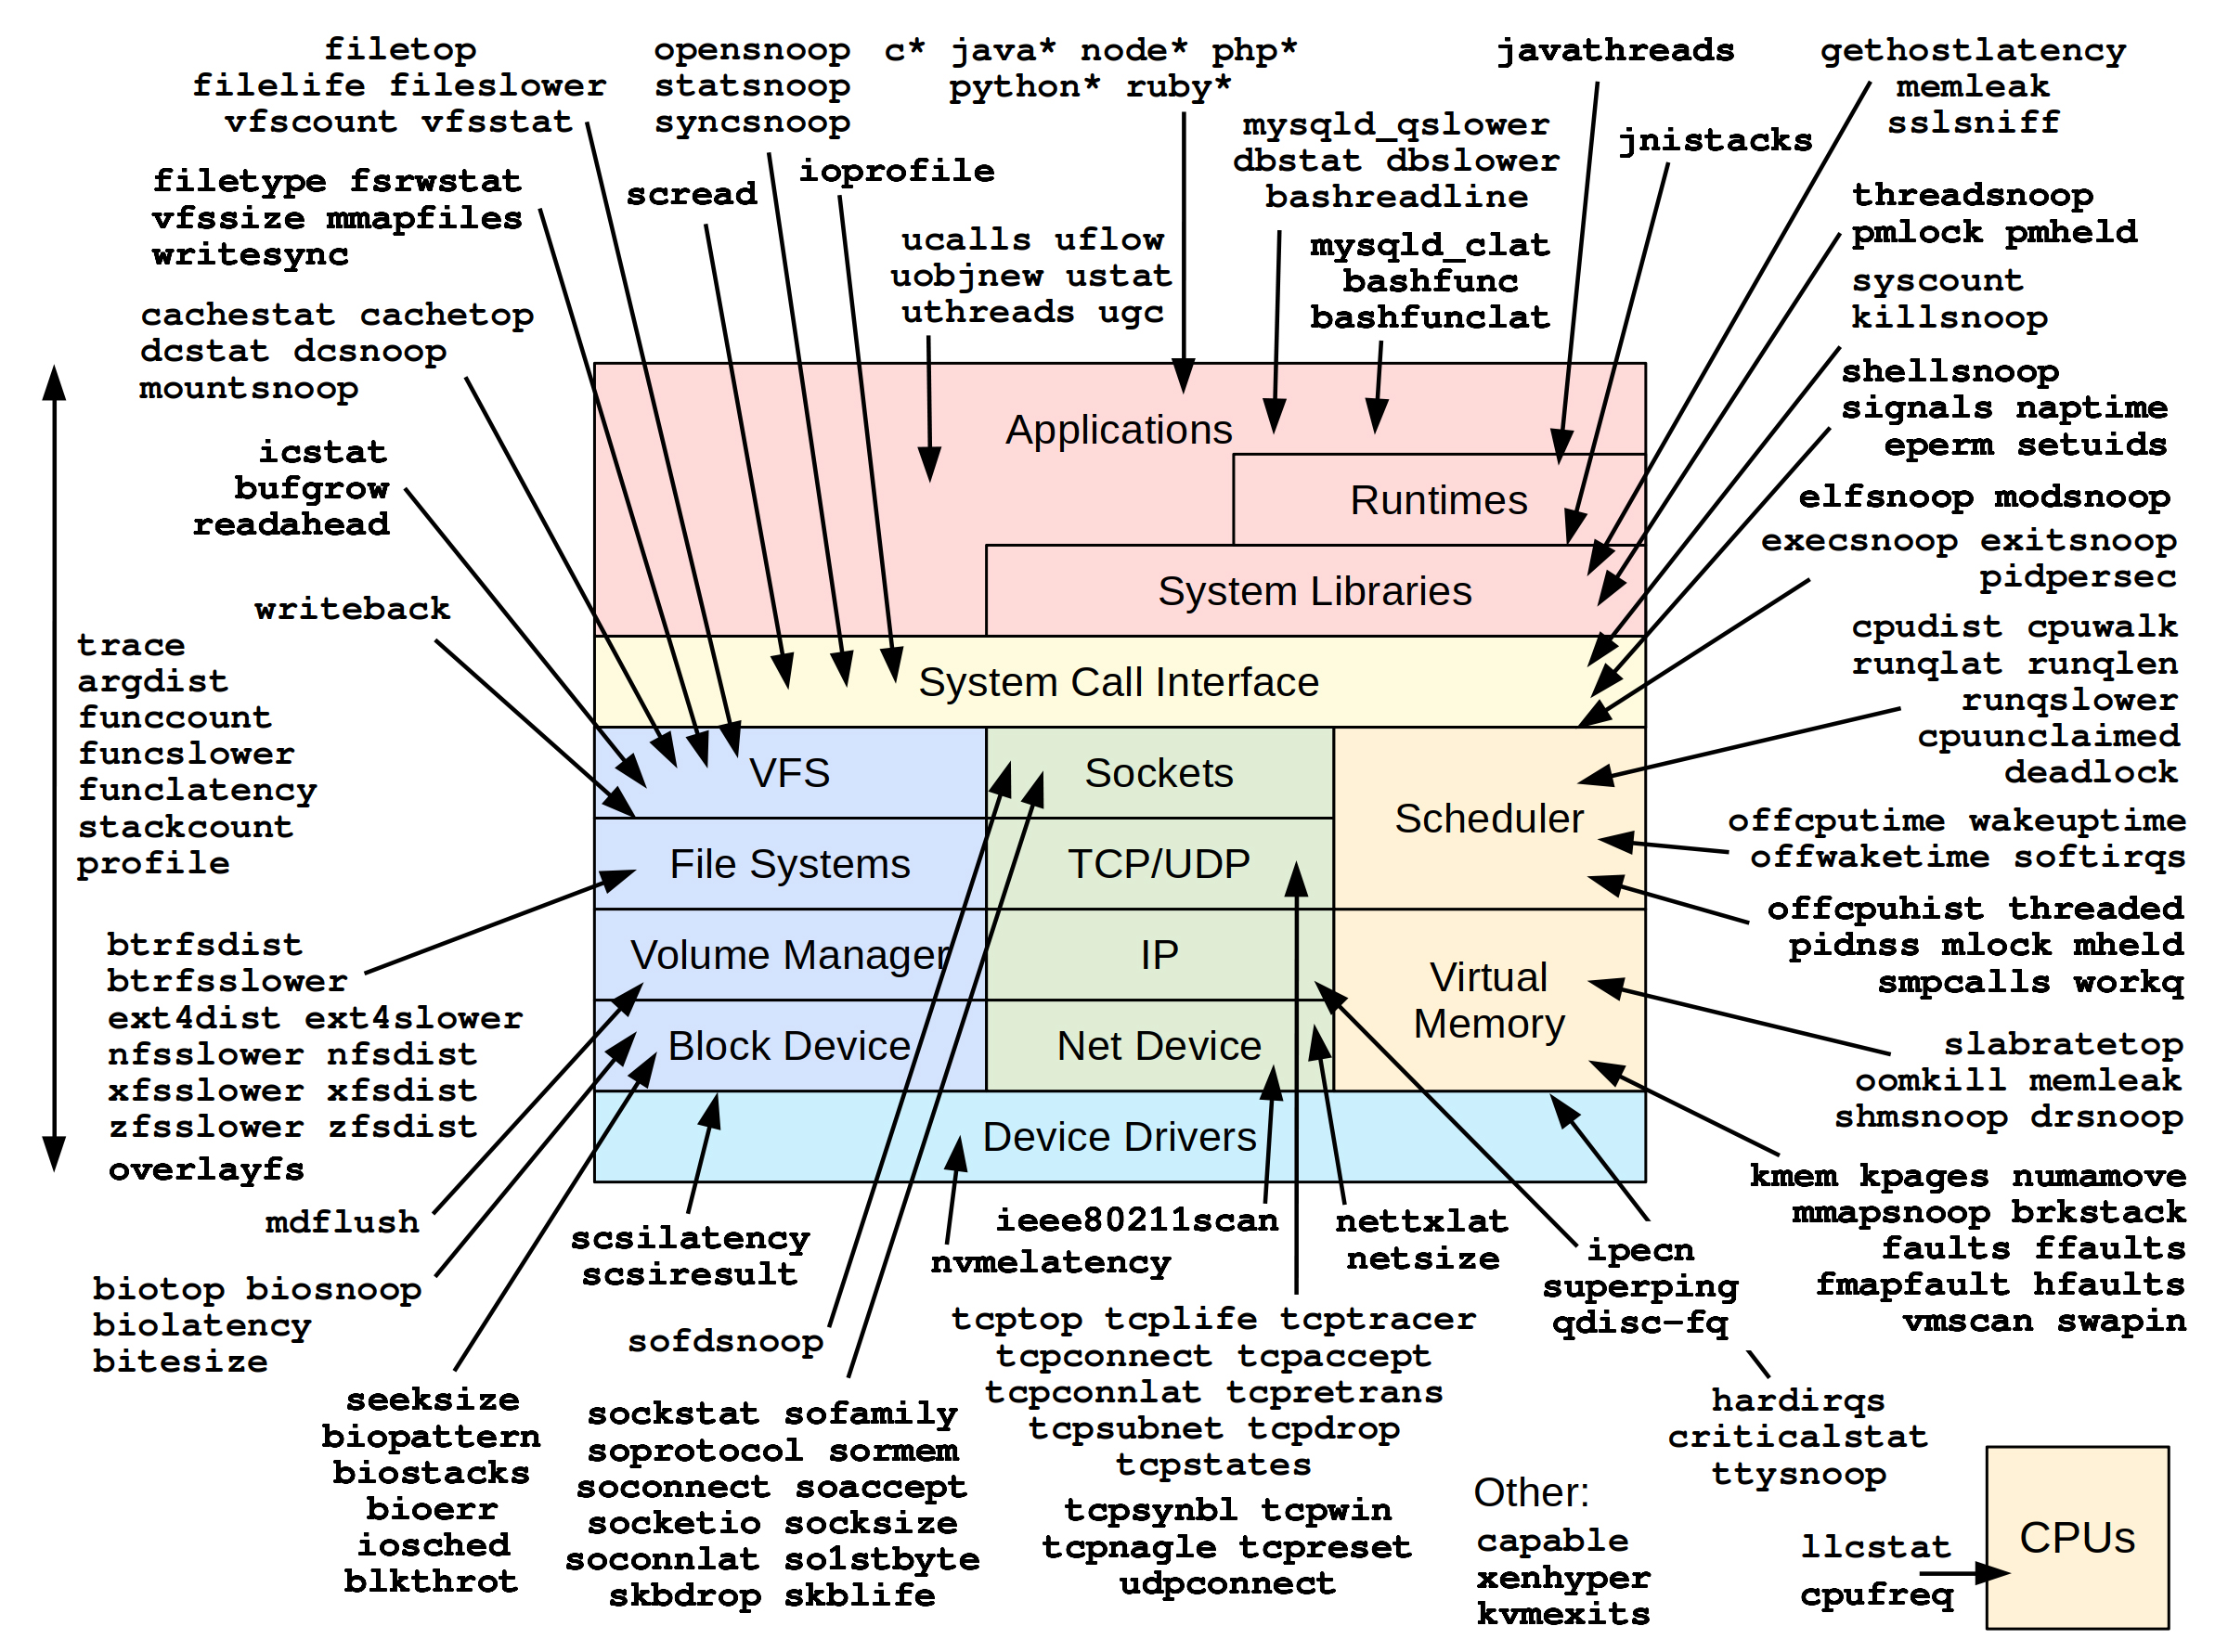 filetop
filelife fileslower
vfscount vfsstat
opensnoop
statsnoop
syncsnoop
c* java* node* php*
python* ruby*
javathreads
gethostlatency
memleak
sslsniff
mysqld_qslower
dbstat dbslower
bashreadline
jnistacks
filetype fsrwstat
vfssize mmapfiles
writesync
scread
ioprofile
threadsnoop
pmlock pmheld
ucalls uflow
uobjnew ustat
uthreads ugc
mysqld_clat
bashfunc
bashfunclat
syscount
killsnoop
cachestat cachetop
dcstat dcsnoop
mountsnoop
shellsnoop
signals naptime
eperm setuids
icstat
bufgrow
readahead
elfsnoop modsnoop
execsnoop exitsnoop
pidpersec
writeback
trace
argdist
funccount
funcslower
funclatency
stackcount
profile
Applications
Runtimes
System Libraries
System Call Interface
VFS
Sockets
Scheduler
File Systems
TCP/UDP
Volume Manager
IP
Virtual
Memory
Block Device
Net Device
Device Drivers
cpudist cpuwalk
runqlat runqlen
runqslower
cpuunclaimed
deadlock
offcputime wakeuptime
offwaketime softirqs
offcpuhist threaded
pidnss mlock mheld
smpcalls workq
slabratetop
oomkill memleak
shmsnoop drsnoop
kmem kpages numamove
mmapsnoop brkstack
faults ffaults
fmapfault hfaults
vmscan swapin
btrfsdist
btrfsslower
ext4dist ext4slower
nfsslower nfsdist
xfsslower xfsdist
zfsslower zfsdist
overlayfs
mdflush
biotop biosnoop
biolatency
bitesize
seeksize
biopattern
biostacks
bioerr
iosched
blkthrot
scsilatency
scsiresult
sofdsnoop
sockstat sofamily
soprotocol sormem
soconnect soaccept
socketio socksize
soconnlat so1stbyte
skbdrop skblife
ieee80211scan
nvmelatency
nettxlat
netsize
tcptop tcplife tcptracer
tcpconnect tcpaccept
tcpconnlat tcpretrans
tcpsubnet tcpdrop
tcpstates
tcpsynbl tcpwin
tcpnagle tcpreset
udpconnect
ipecn
superping
qdisc-fq
hardirqs
criticalstat
ttysnoop
Other:
capable
xenhyper
kvmexits
llcstat
cpufreq
CPUs